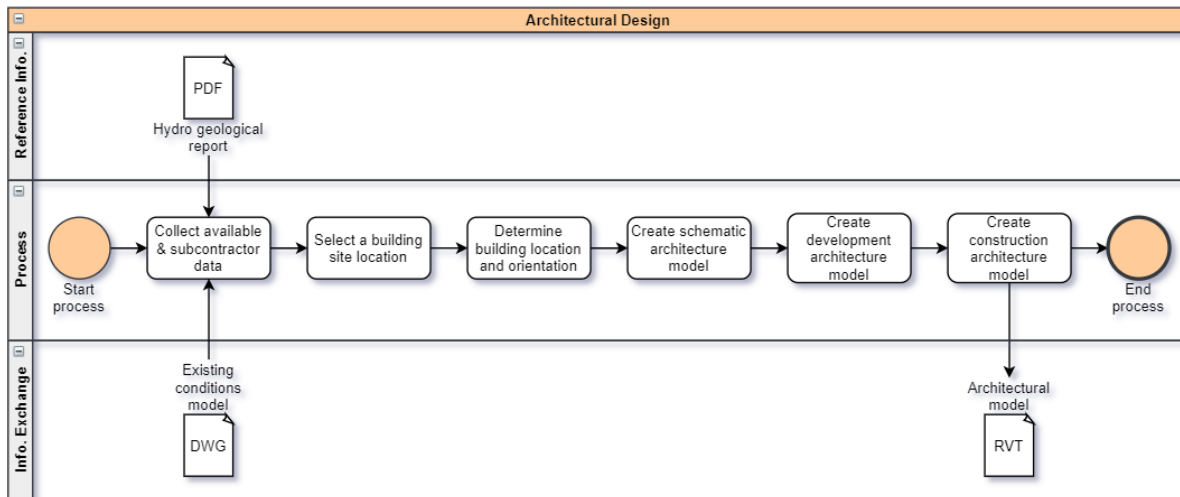 Architectural Design
Reference Info.
PDF
Hydro geological
report
Process
Start
process
Collect available
& subcontractor
data
Select a building
site location
Determine
building location
and orientation
Create schematic
architecture
model
Create
development
architecture model
Create
construction
architecture model
End
process
Info. Exchange
Existing
conditions
model
DWG
Architectural
model
RVT